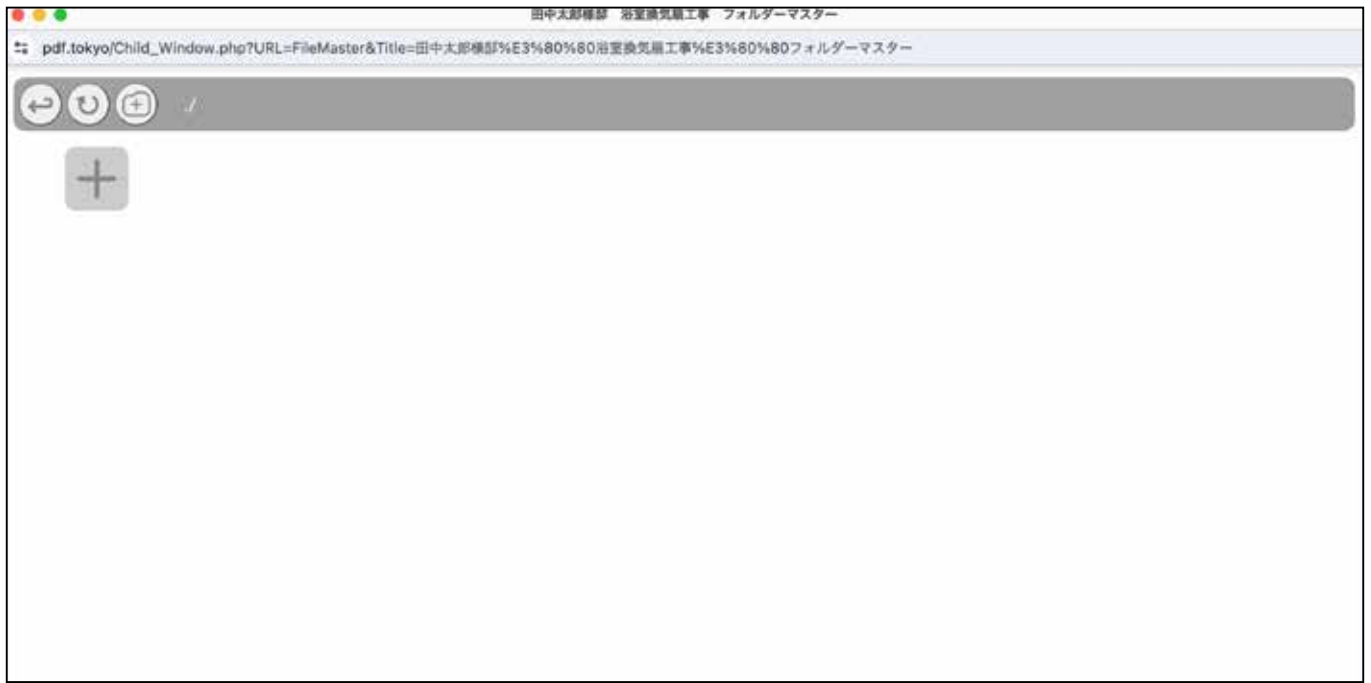 田中太郎様邸　浴室換気扇工事　フォルダーマスター
pdf.tokyo/Child_Window.php?URL=FileMaster&Title=田中太郎様邸%E3%80%80浴室換気扇工事%E3%80%80フォルダーマスター
./